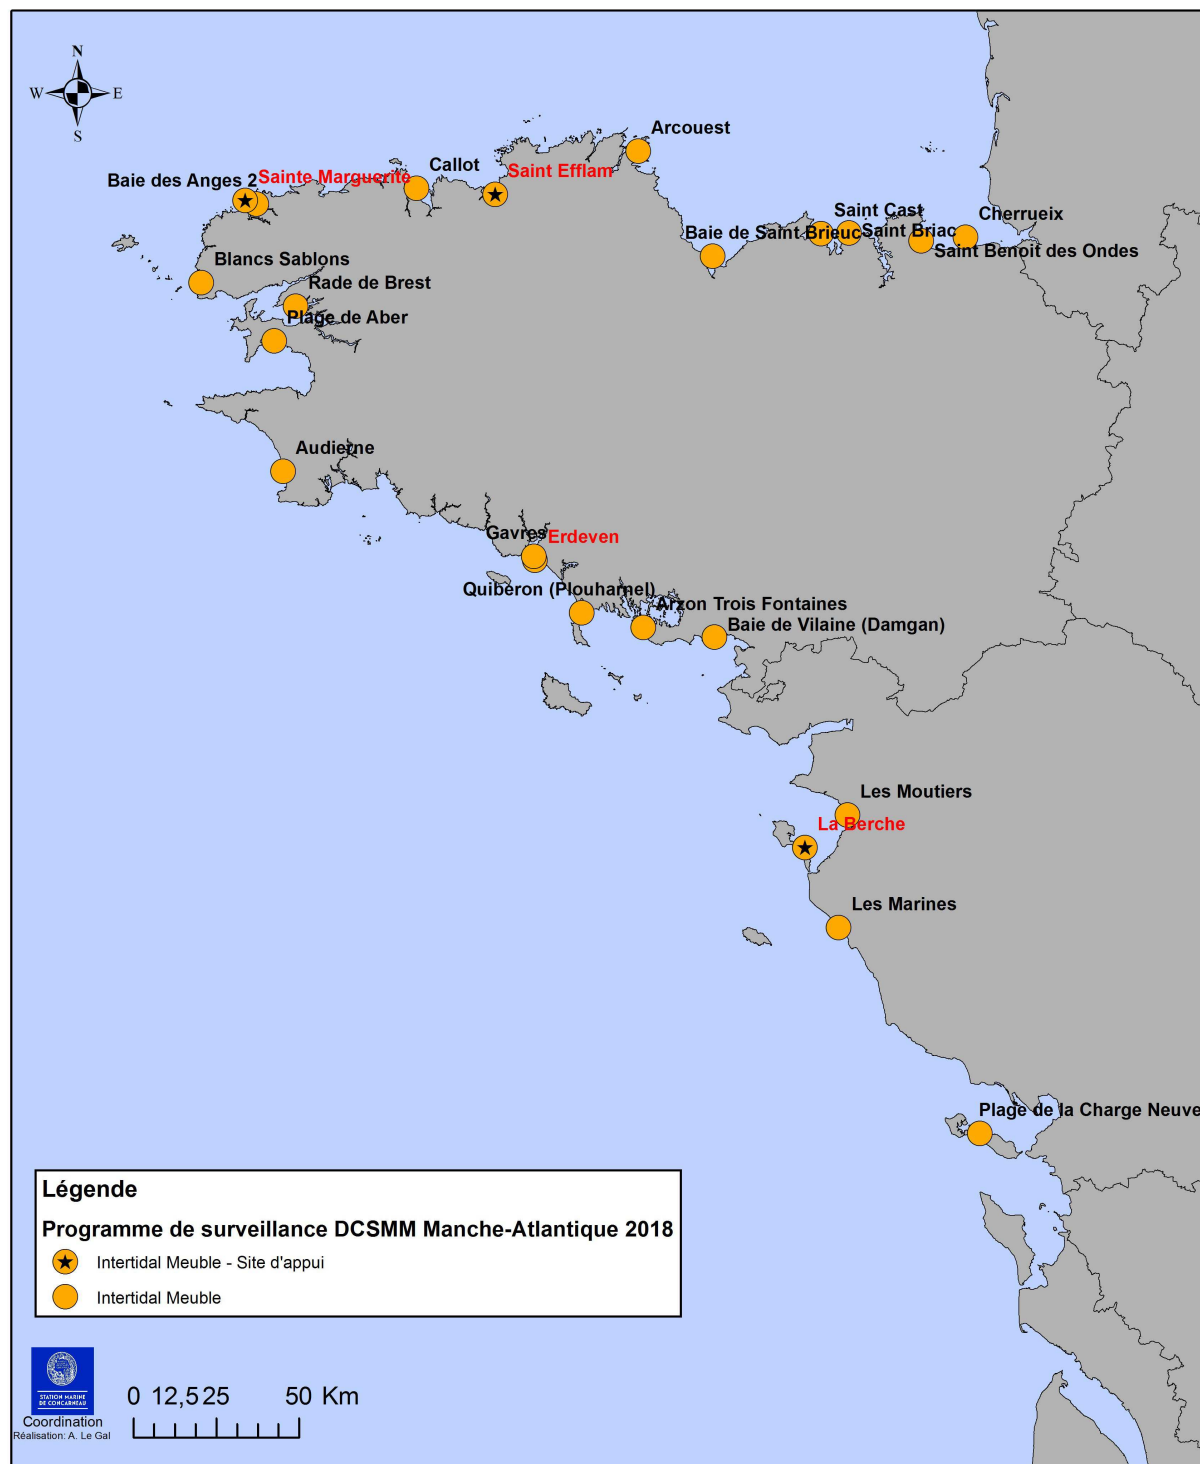 N
W E
S
Arcouest
Callot
Saint Efflam
Sainte Marguerite
Baie des Anges 2
Saint Cast
Cherrueix
Baie de Saint Brieuc
Saint Briac
Saint Benoit des Ondes
Blancs Sablons
Rade de Brest
Plage de Aber
Audierne
Gavres
Erdeven
Quiberon (Plouharnel)
Arzon Trois Fontaines
Baie de Vilaine (Damgan)
Les Moutiers
La Berche
Les Marines
Plage de la Charge Neuve
Légende
Programme de surveillance DCSMM Manche-Atlantique 2018
Intertidal Meuble - Site d'appui
Intertidal Meuble
STATION MARINE
DE CONCARNEAU
Coordination
Réalisation: A. Le Gal
0 12,5 25 50 Km